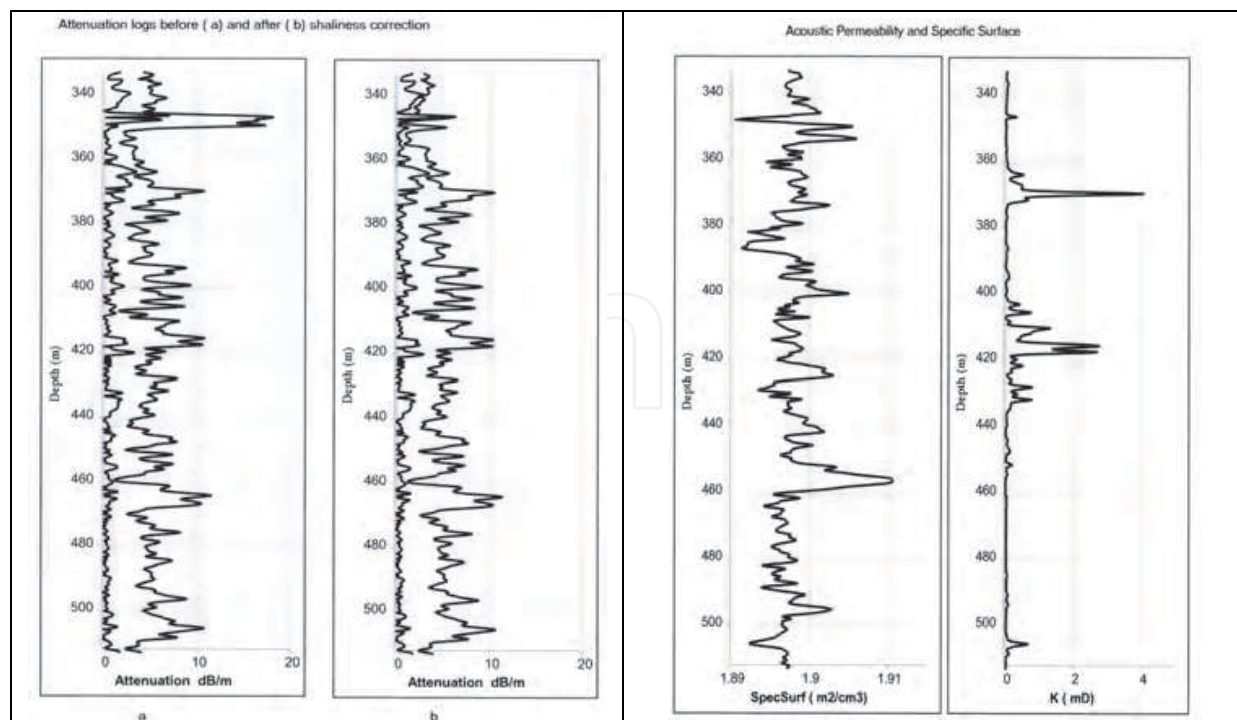 Attenuation logs before ( a) and after ( b) shaliness correction
340
360
380
400
420
440
460
480
500
Depth (m)
0 10 20
Attenuation dB/m
a
340
360
380
400
420
440
460
480
500
Depth (m)
0 10 20
Attenuation dB/m
b
Acoustic Permeability and Specific Surface
340
360
380
400
420
440
460
480
500
Depth (m)
1.89 1.9 1.91
SpecSurf ( m2/cm3)
340
360
380
400
420
440
460
480
500
Depth (m)
0 2 4
K ( mD)